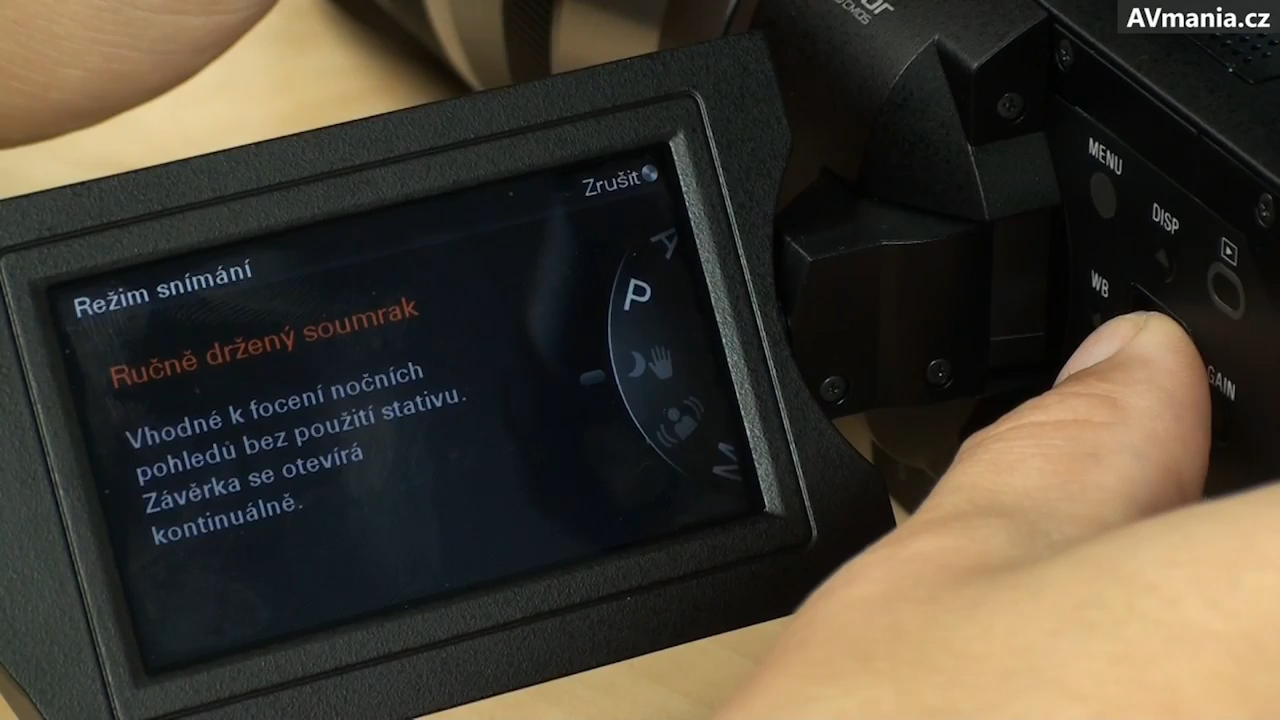 AVmania.cz
CMOS
MENU
DISP
WB
GAIN
Zrušit
Režim snímání
Ručně držený soumrak
Vhodné k focení nočních
pohledů bez použití stativu.
Závěrka se otevírá
kontinuálně.
A
P
M